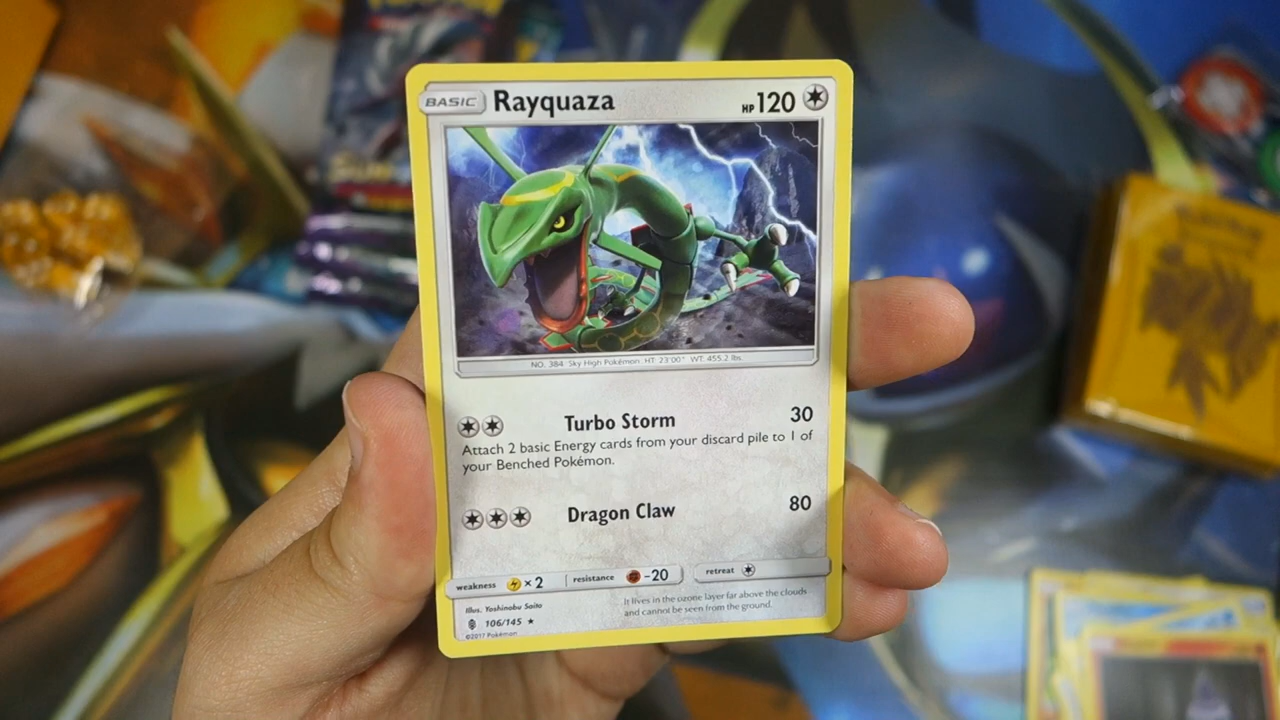 BASIC Rayquaza HP 120
NO. 384 Sky High Pokémon HT: 23'00" WT: 455.2 lbs.
Turbo Storm 30
Attach 2 basic Energy cards from your discard pile to 1 of
your Benched Pokémon.
Dragon Claw 80
weakness ×2 resistance -20 retreat
Illus. Yoshinobu Saito
It lives in the ozone layer far above the clouds
and cannot be seen from the ground.
106/145 ★
©2017 Pokémon